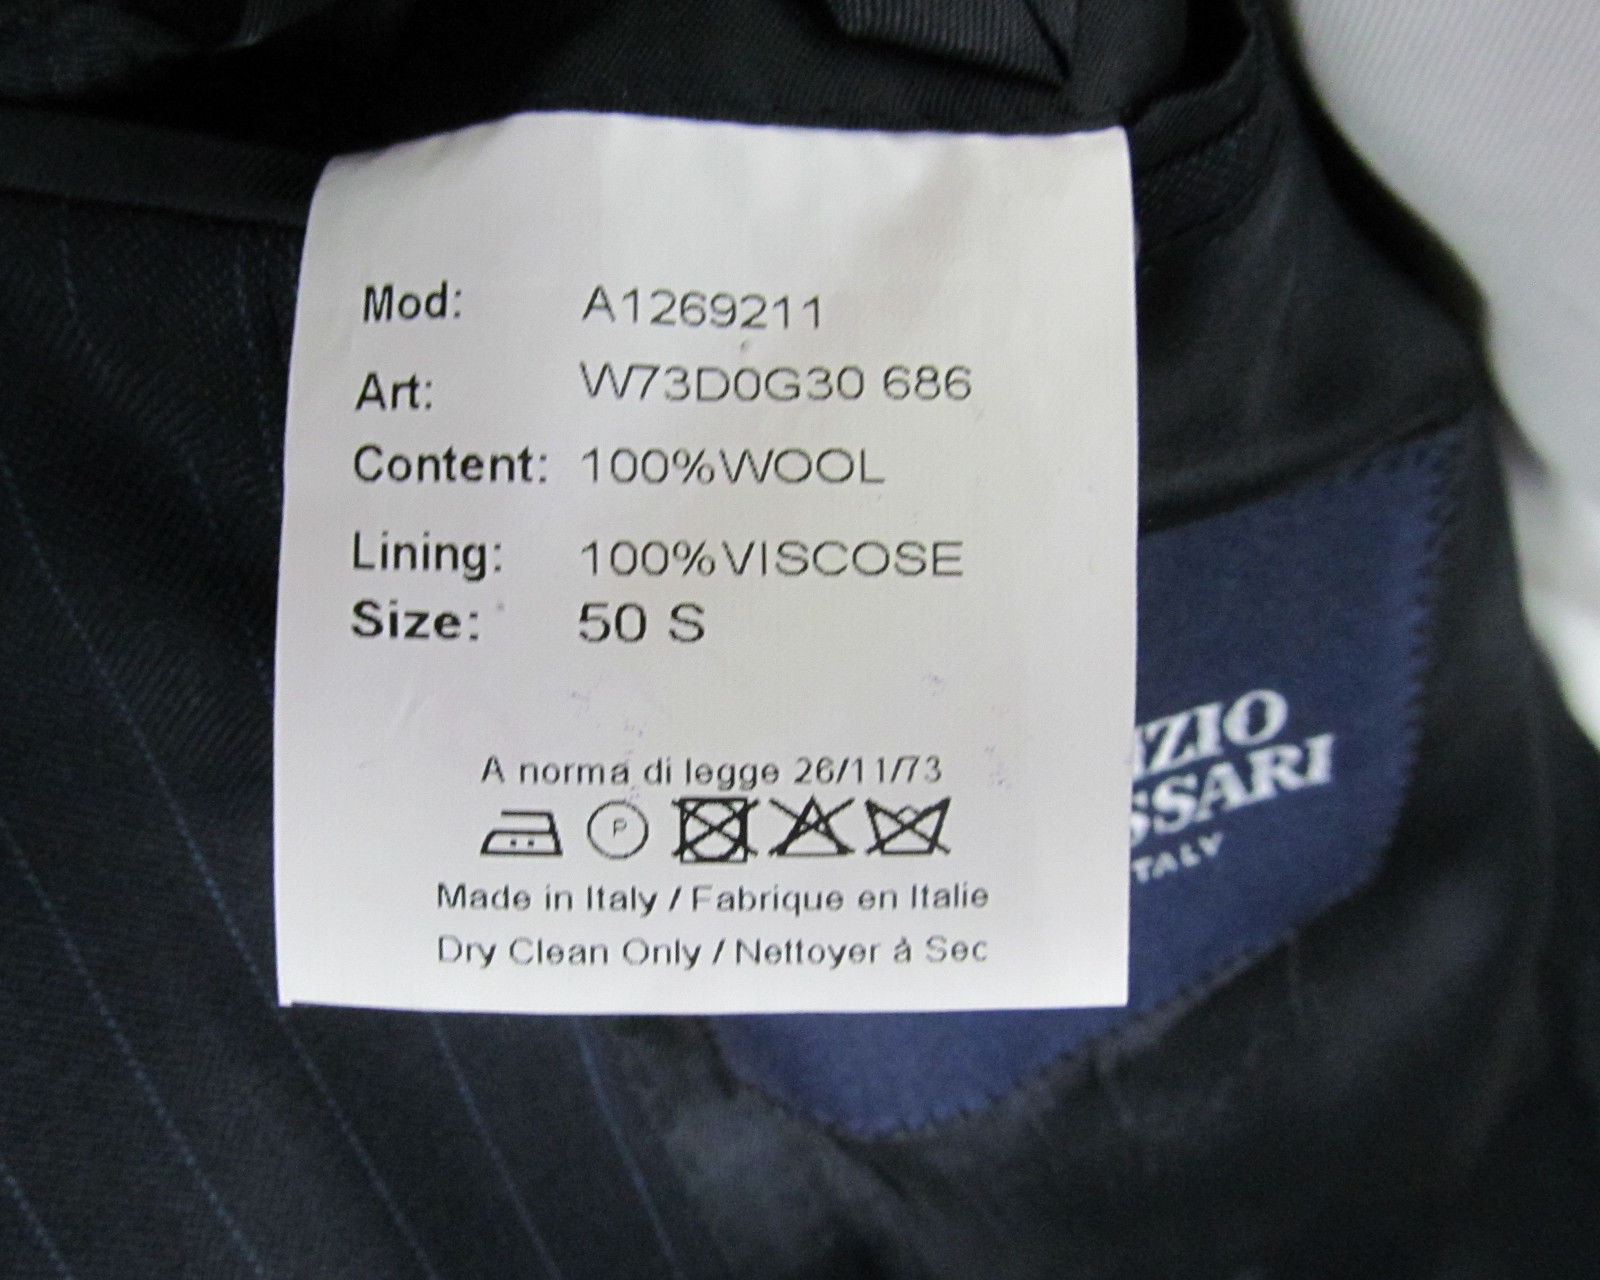 Mod: A1269211
Art: W73D0G30 686
Content: 100%WOOL
Lining: 100%VISCOSE
Size: 50 S
A norma di legge 26/11/73
P
Made in Italy / Fabrique en Italie
Dry Clean Only / Nettoyer à Sec
IZIO
SSARI
TALY